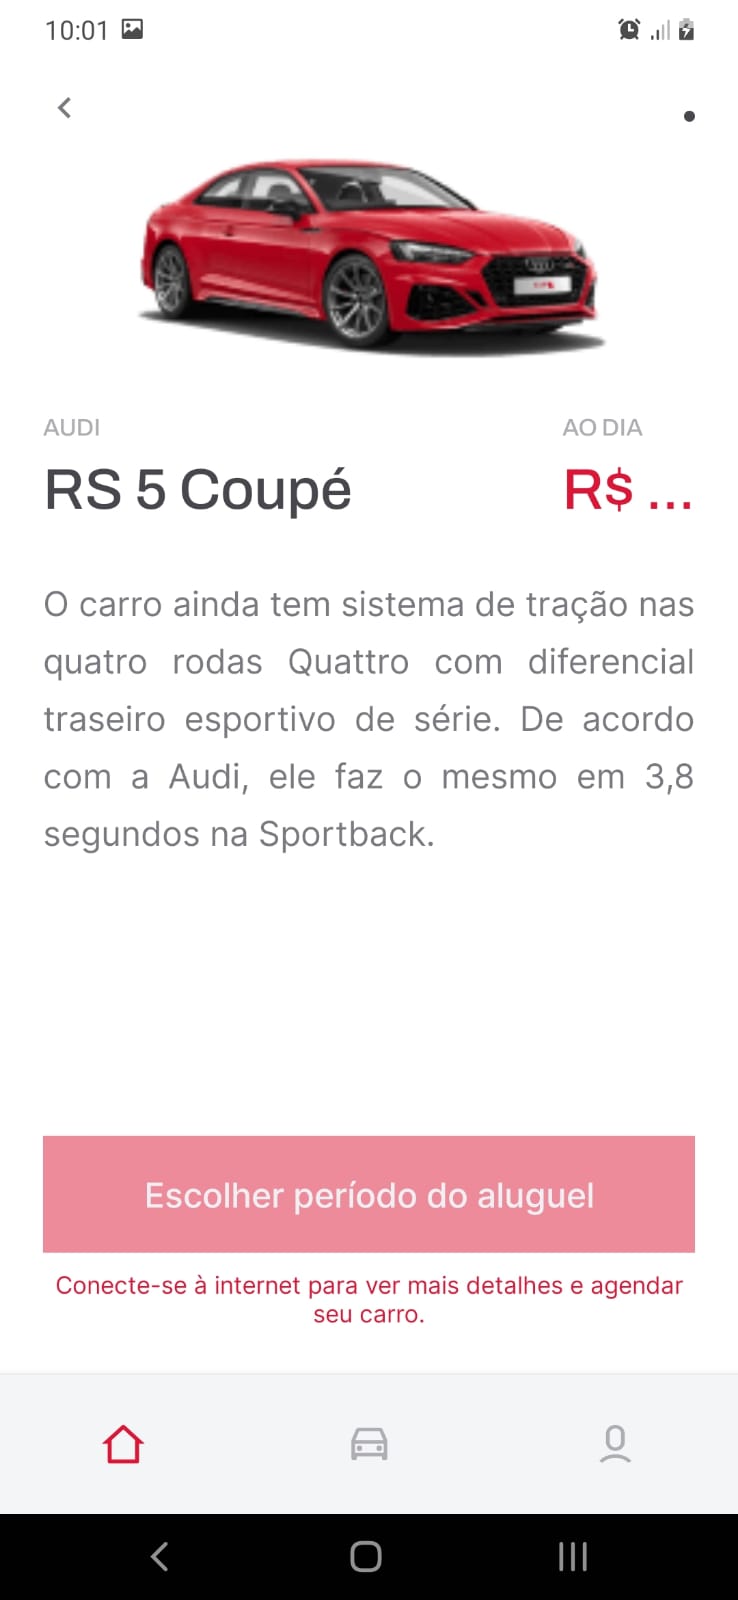 10:01
AUDI
AO DIA
RS 5 Coupé
R$ ...
O carro ainda tem sistema de tração nas
quatro rodas Quattro com diferencial
traseiro esportivo de série. De acordo
com a Audi, ele faz o mesmo em 3,8
segundos na Sportback.
Escolher período do aluguel
Conecte-se à internet para ver mais detalhes e agendar
seu carro.